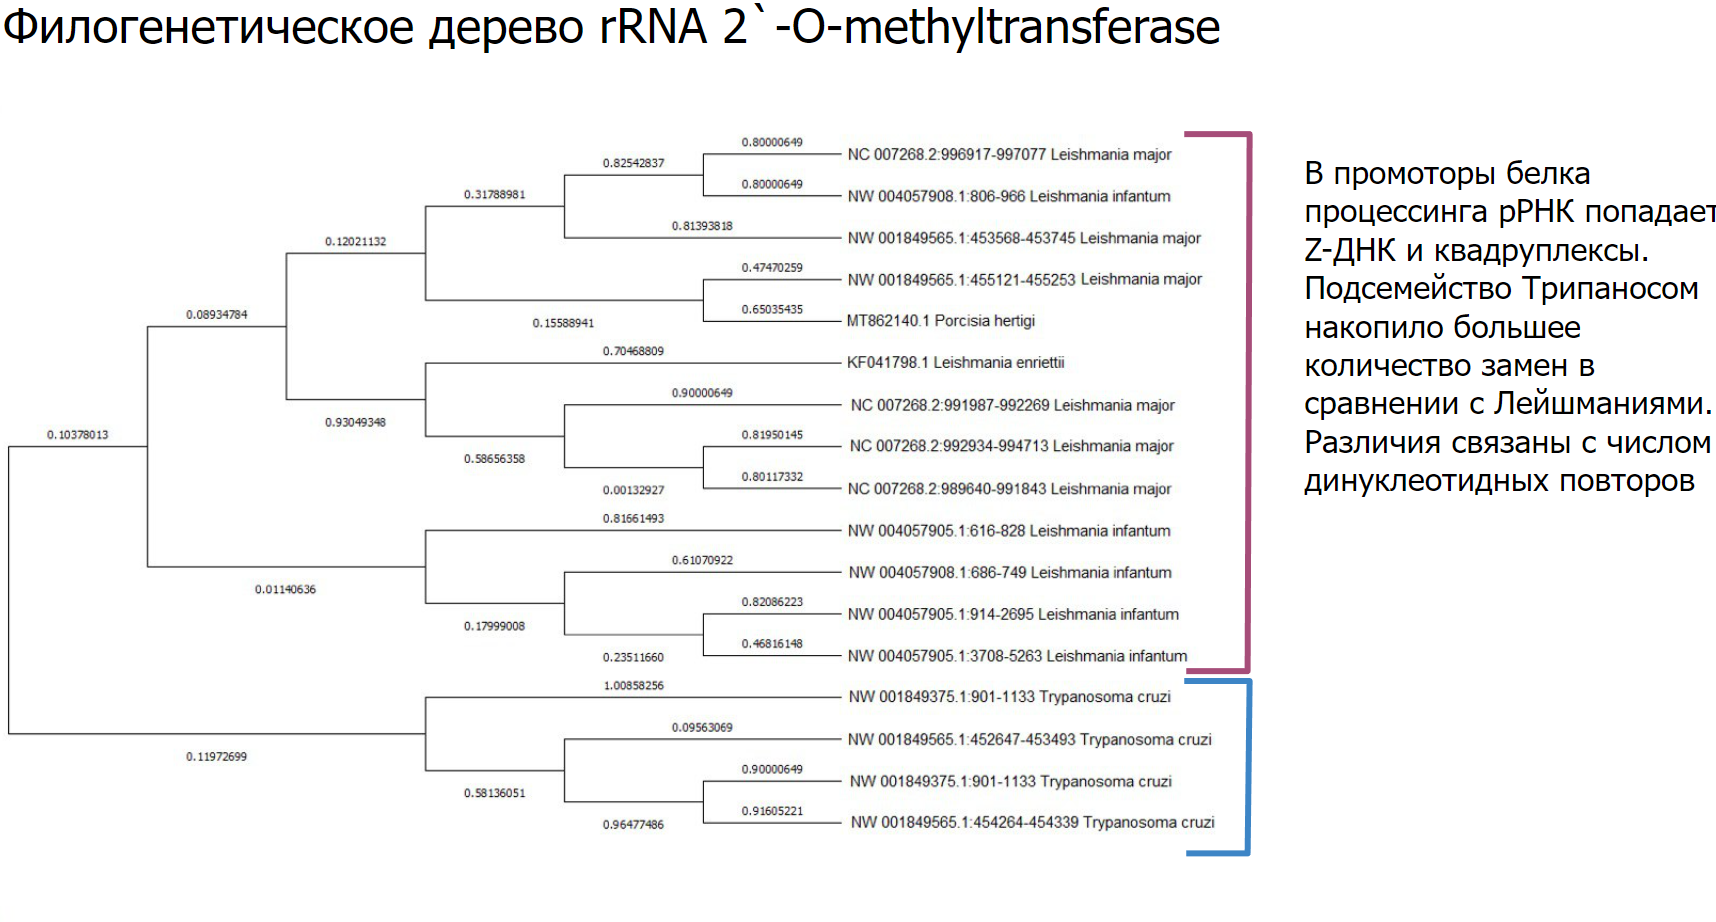 Филогенетическое дерево rRNA 2`-O-methyltransferase
0.80000649
NC 007268.2:996917-997077 Leishmania major
0.82542837
0.80000649
NW 004057908.1:806-966 Leishmania infantum
0.31788981
0.81393818
NW 001849565.1:453568-453745 Leishmania major
0.12021132
0.47470259
NW 001849565.1:455121-455253 Leishmania major
0.65035435
MT862140.1 Porcisia hertigi
0.15588941
0.08934784
0.70468809
KF041798.1 Leishmania enriettii
0.90000649
NC 007268.2:991987-992269 Leishmania major
0.93049348
0.81950145
NC 007268.2:992934-994713 Leishmania major
0.10378013
0.58656358
0.80117332
NC 007268.2:989640-991843 Leishmania major
0.00132927
0.81661493
NW 004057905.1:616-828 Leishmania infantum
0.61070922
NW 004057908.1:686-749 Leishmania infantum
0.01140636
0.82086223
NW 004057905.1:914-2695 Leishmania infantum
0.17999008
0.46816148
NW 004057905.1:3708-5263 Leishmania infantum
0.23511660
1.00858256
NW 001849375.1:901-1133 Trypanosoma cruzi
0.09563069
NW 001849565.1:452647-453493 Trypanosoma cruzi
0.11972699
0.90000649
NW 001849375.1:901-1133 Trypanosoma cruzi
0.58136051
0.91605221
NW 001849565.1:454264-454339 Trypanosoma cruzi
0.96477486
В промоторы белка
процессинга рРНК попадает
Z-ДНК и квадруплексы.
Подсемейство Трипаносом
накопило большее
количество замен в
сравнении с Лейшманиями.
Различия связаны с числом
динуклеотидных повторов